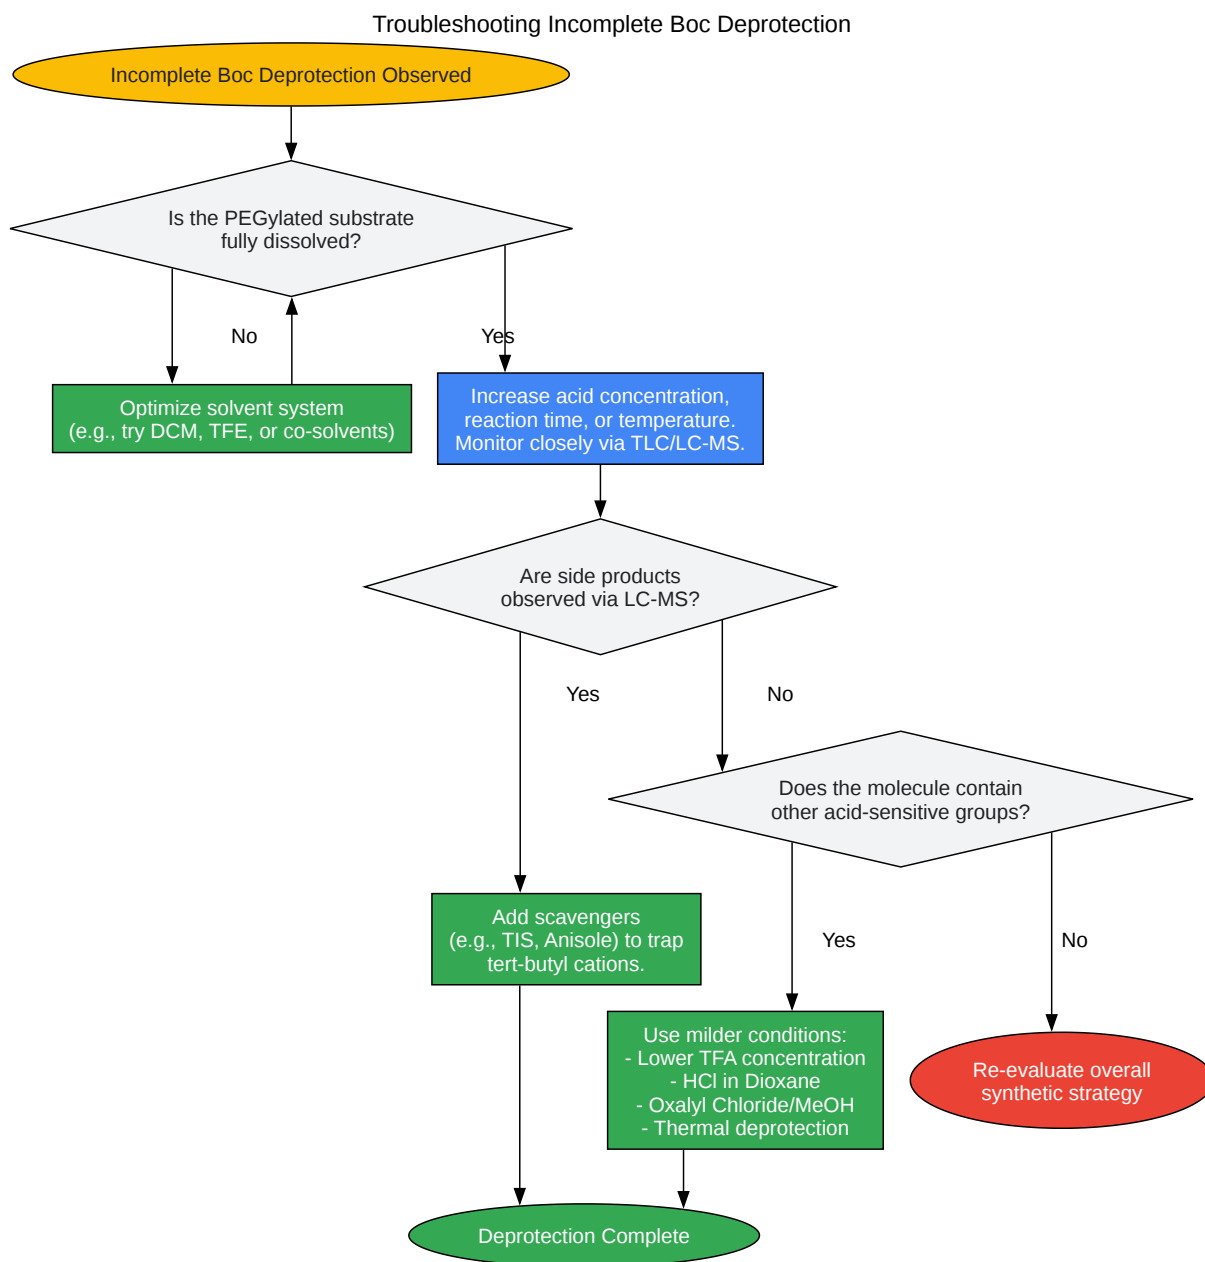 Troubleshooting Incomplete Boc Deprotection
Incomplete Boc Deprotection Observed
Is the PEGylated substrate
fully dissolved?
No
Yes
Optimize solvent system
(e.g., try DCM, TFE, or co-solvents)
Increase acid concentration,
reaction time, or temperature.
Monitor closely via TLC/LC-MS.
Are side products
observed via LC-MS?
Yes
No
Does the molecule contain
other acid-sensitive groups?
Add scavengers
(e.g., TIS, Anisole) to trap
tert-butyl cations.
Yes
No
Use milder conditions:
- Lower TFA concentration
- HCl in Dioxane
- Oxalyl Chloride/MeOH
- Thermal deprotection
Re-evaluate overall
synthetic strategy
Deprotection Complete